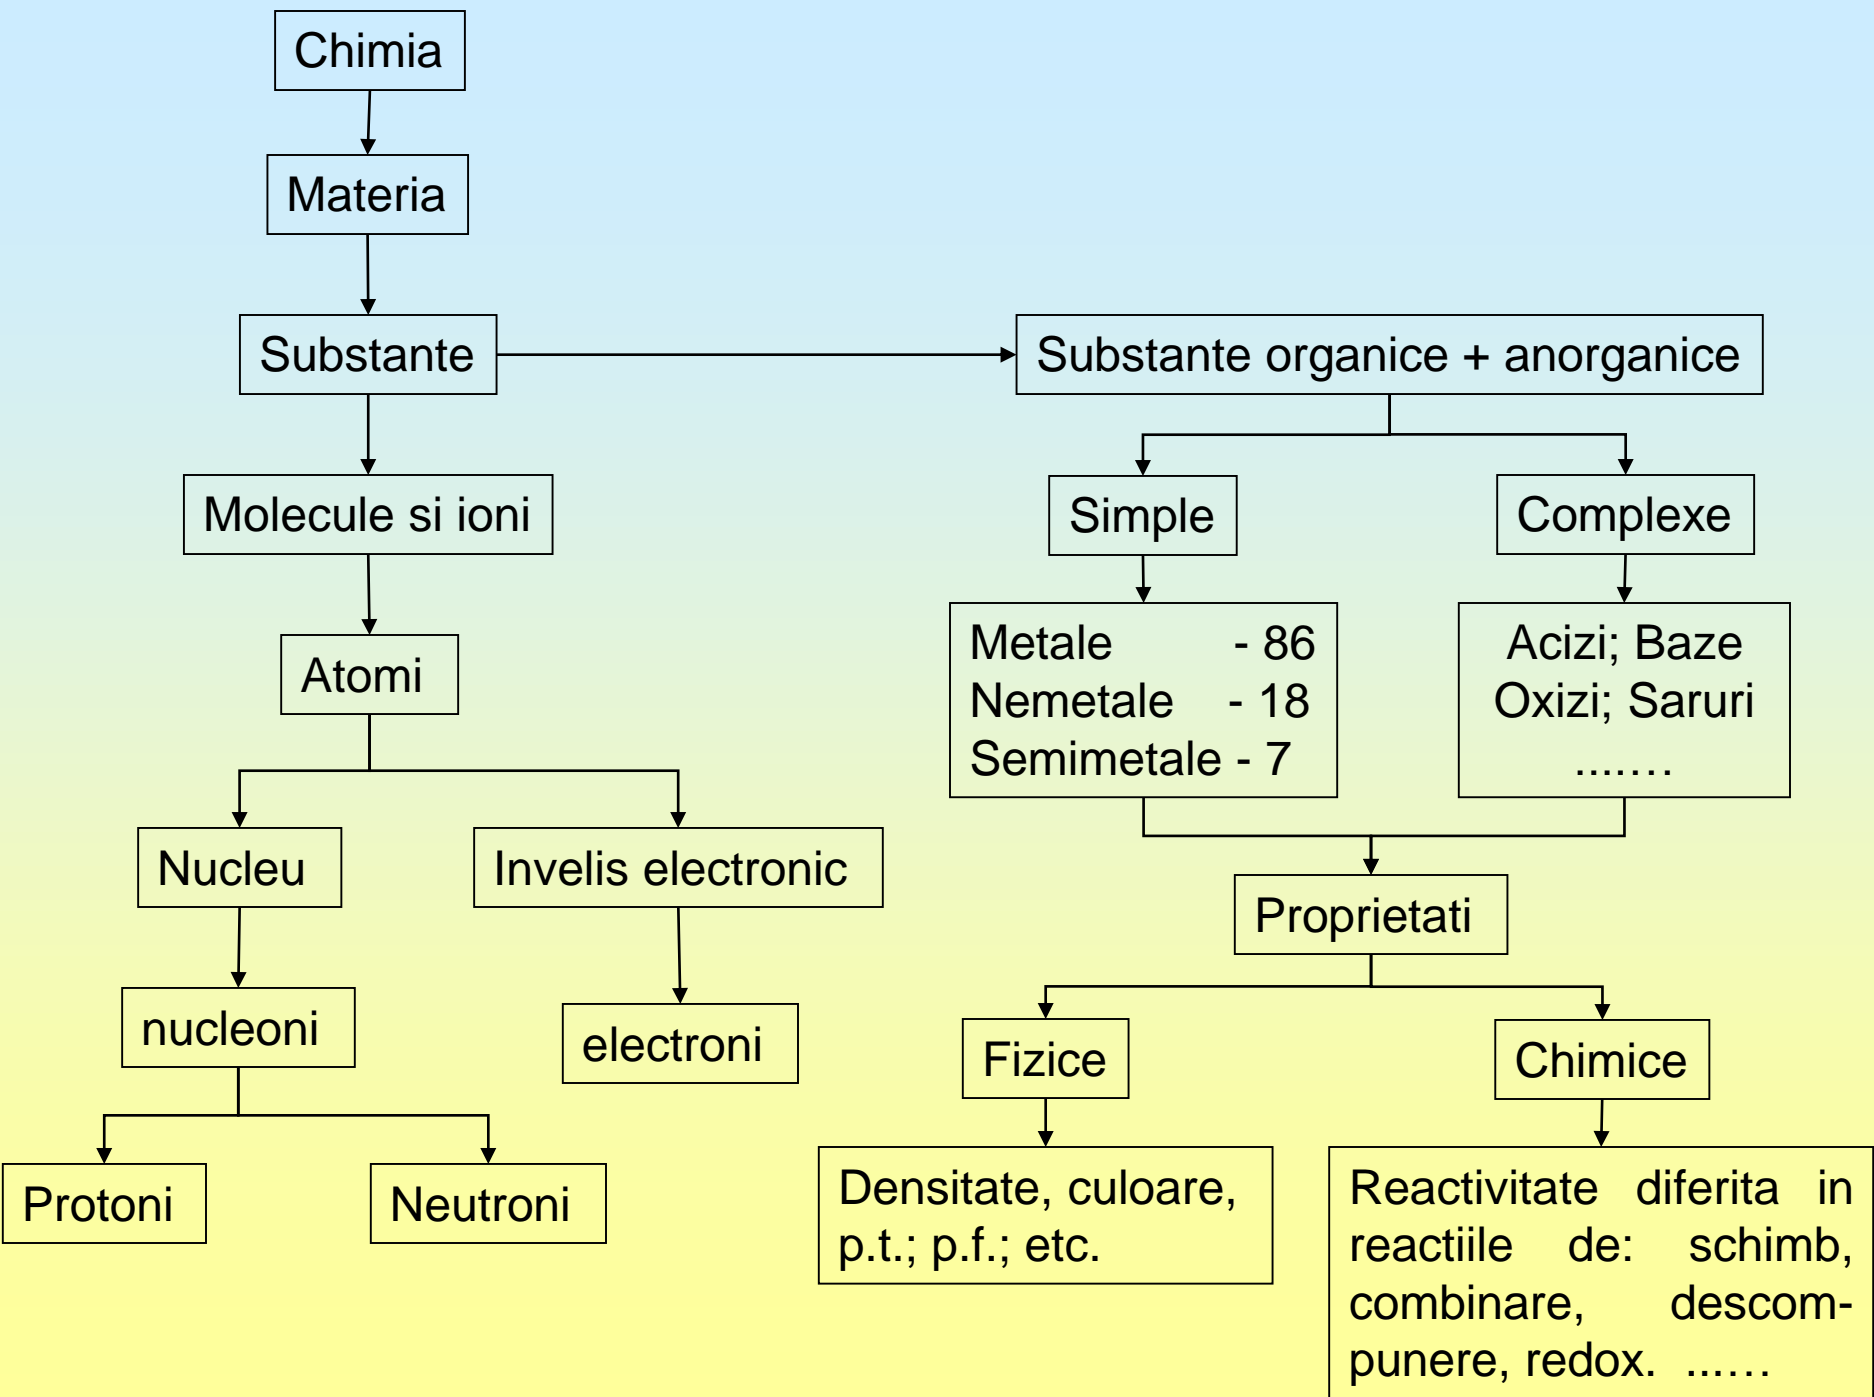 Chimia
Materia
Substante
Substante organice + anorganice
Molecule si ioni
Simple
Complexe
Atomi
Metale - 86
Nemetale - 18
Semimetale - 7
Acizi; Baze
Oxizi; Saruri
....…
Nucleu
Invelis electronic
Proprietati
nucleoni
electroni
Fizice
Chimice
Protoni
Neutroni
Densitate, culoare,
p.t.; p.f.; etc.
Reactivitate diferita in
reactiile de: schimb,
combinare, descom-
punere, redox. ...…